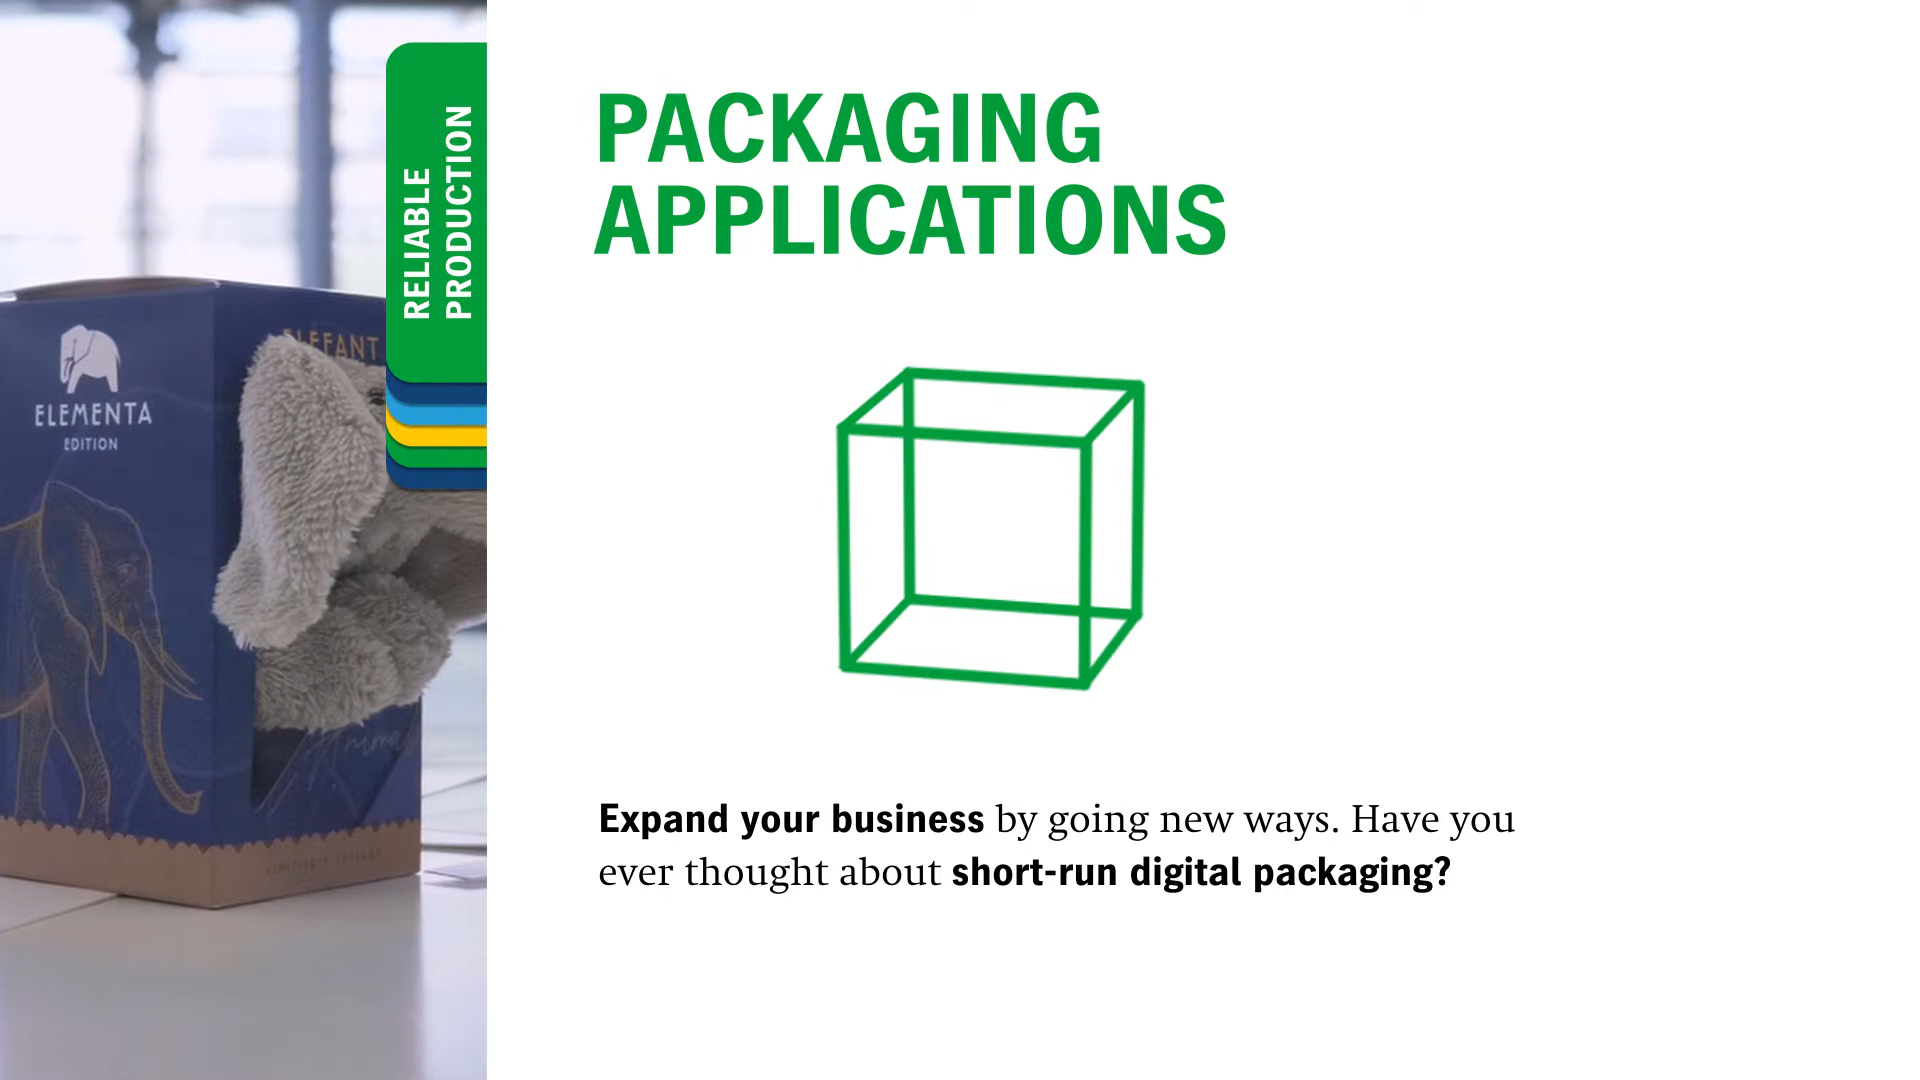 RELIABLE
PRODUCTION
PACKAGING
APPLICATIONS
ELEMENTA
EDITION
Expand your business by going new ways. Have you
ever thought about short-run digital packaging?